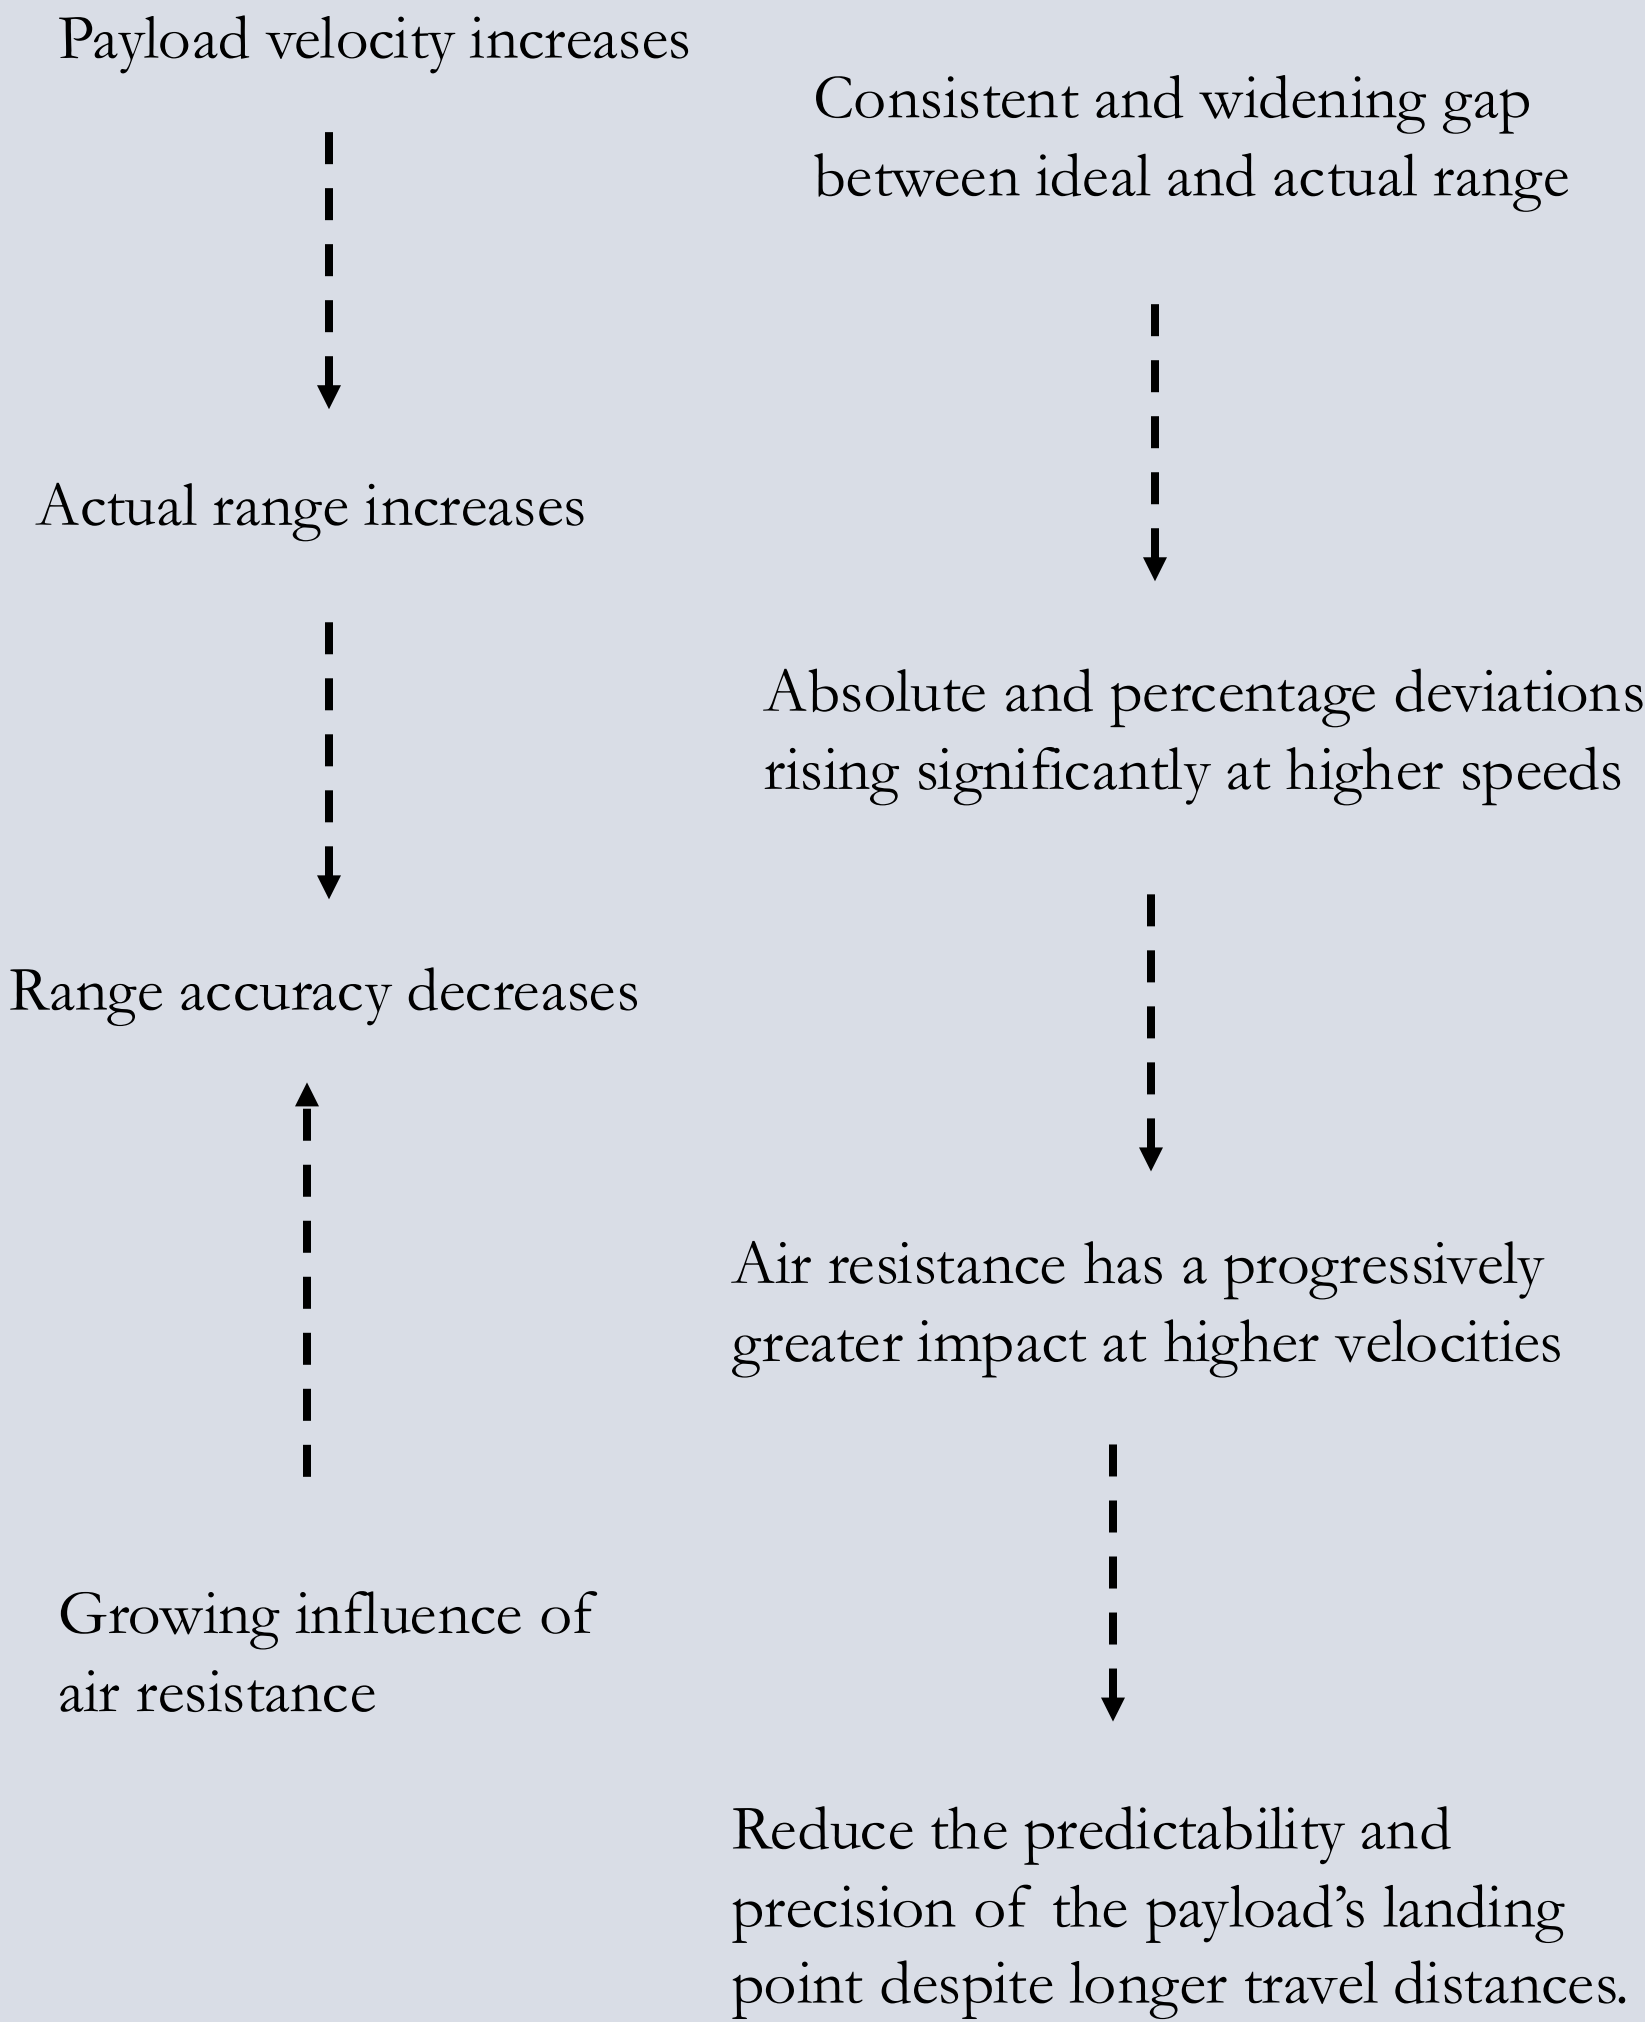 Payload velocity increases
Actual range increases
Range accuracy decreases
Growing influence of
air resistance
Consistent and widening gap
between ideal and actual range
Absolute and percentage deviations
rising significantly at higher speeds
Air resistance has a progressively
greater impact at higher velocities
Reduce the predictability and
precision of the payload’s landing
point despite longer travel distances.